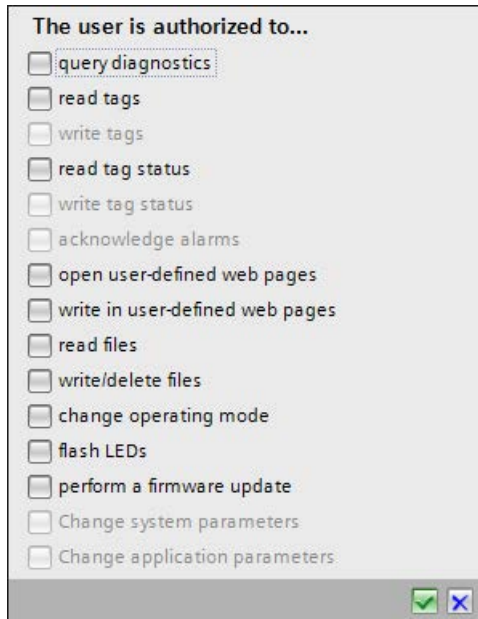 The user is authorized to...
query diagnostics
read tags
write tags
read tag status
write tag status
acknowledge alarms
open user-defined web pages
write in user-defined web pages
read files
write/delete files
change operating mode
flash LEDs
perform a firmware update
Change system parameters
Change application parameters